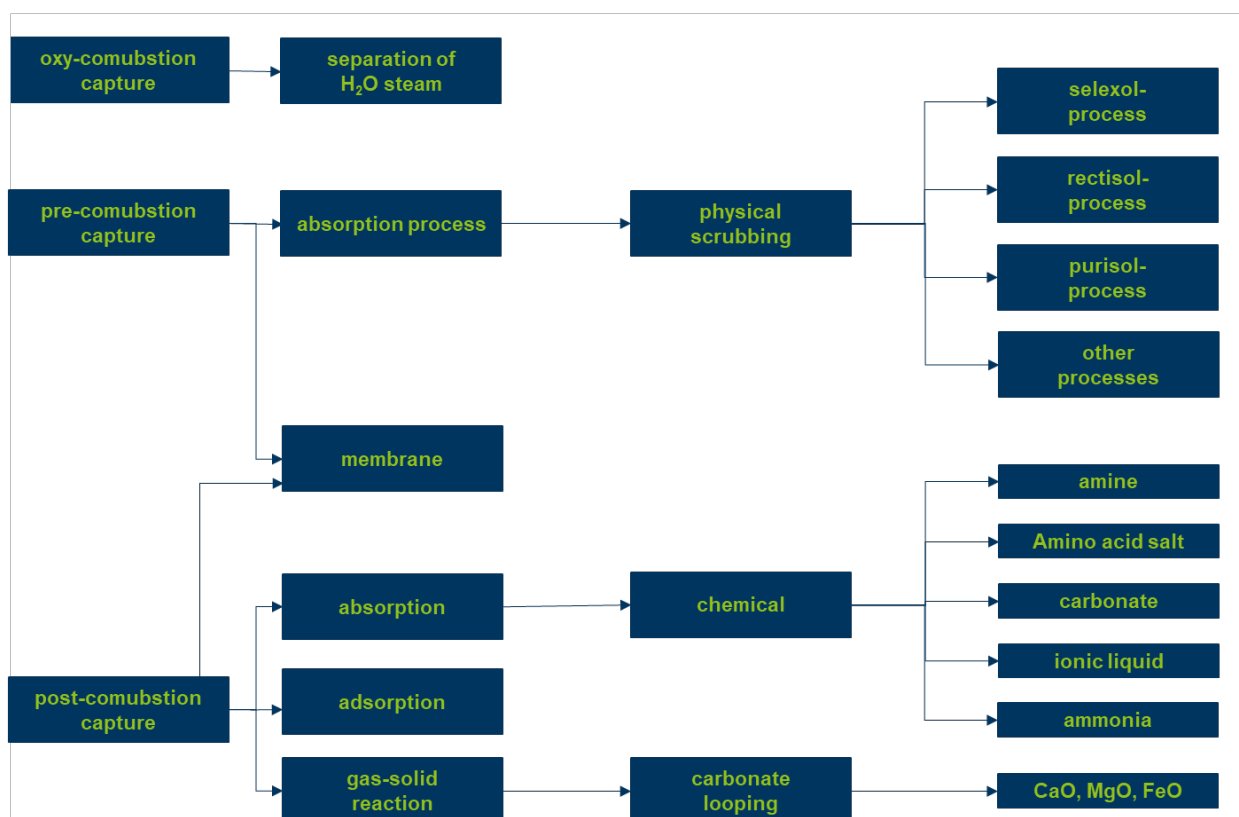 oxy-comubstion
capture
separation of
H₂O steam
selexol-
process
pre-comubstion
capture
absorption process
physical
scrubbing
rectisol-
process
purisol-
process
other
processes
membrane
amine
Amino acid salt
absorption
chemical
carbonate
ionic liquid
post-comubstion
capture
adsorption
ammonia
gas-solid
reaction
carbonate
looping
CaO, MgO, FeO